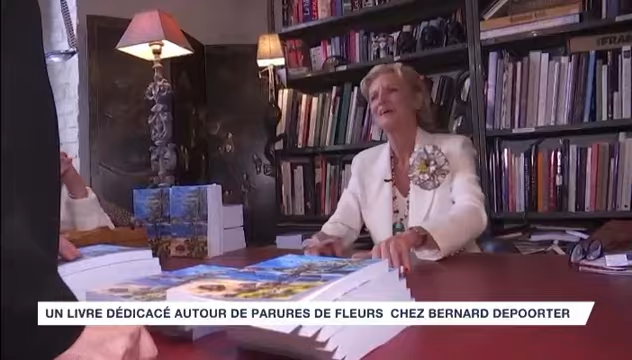 UN LIVRE DÉDICACÉ AUTOUR DE PARURES DE FLEURS CHEZ BERNARD DEPOORTER